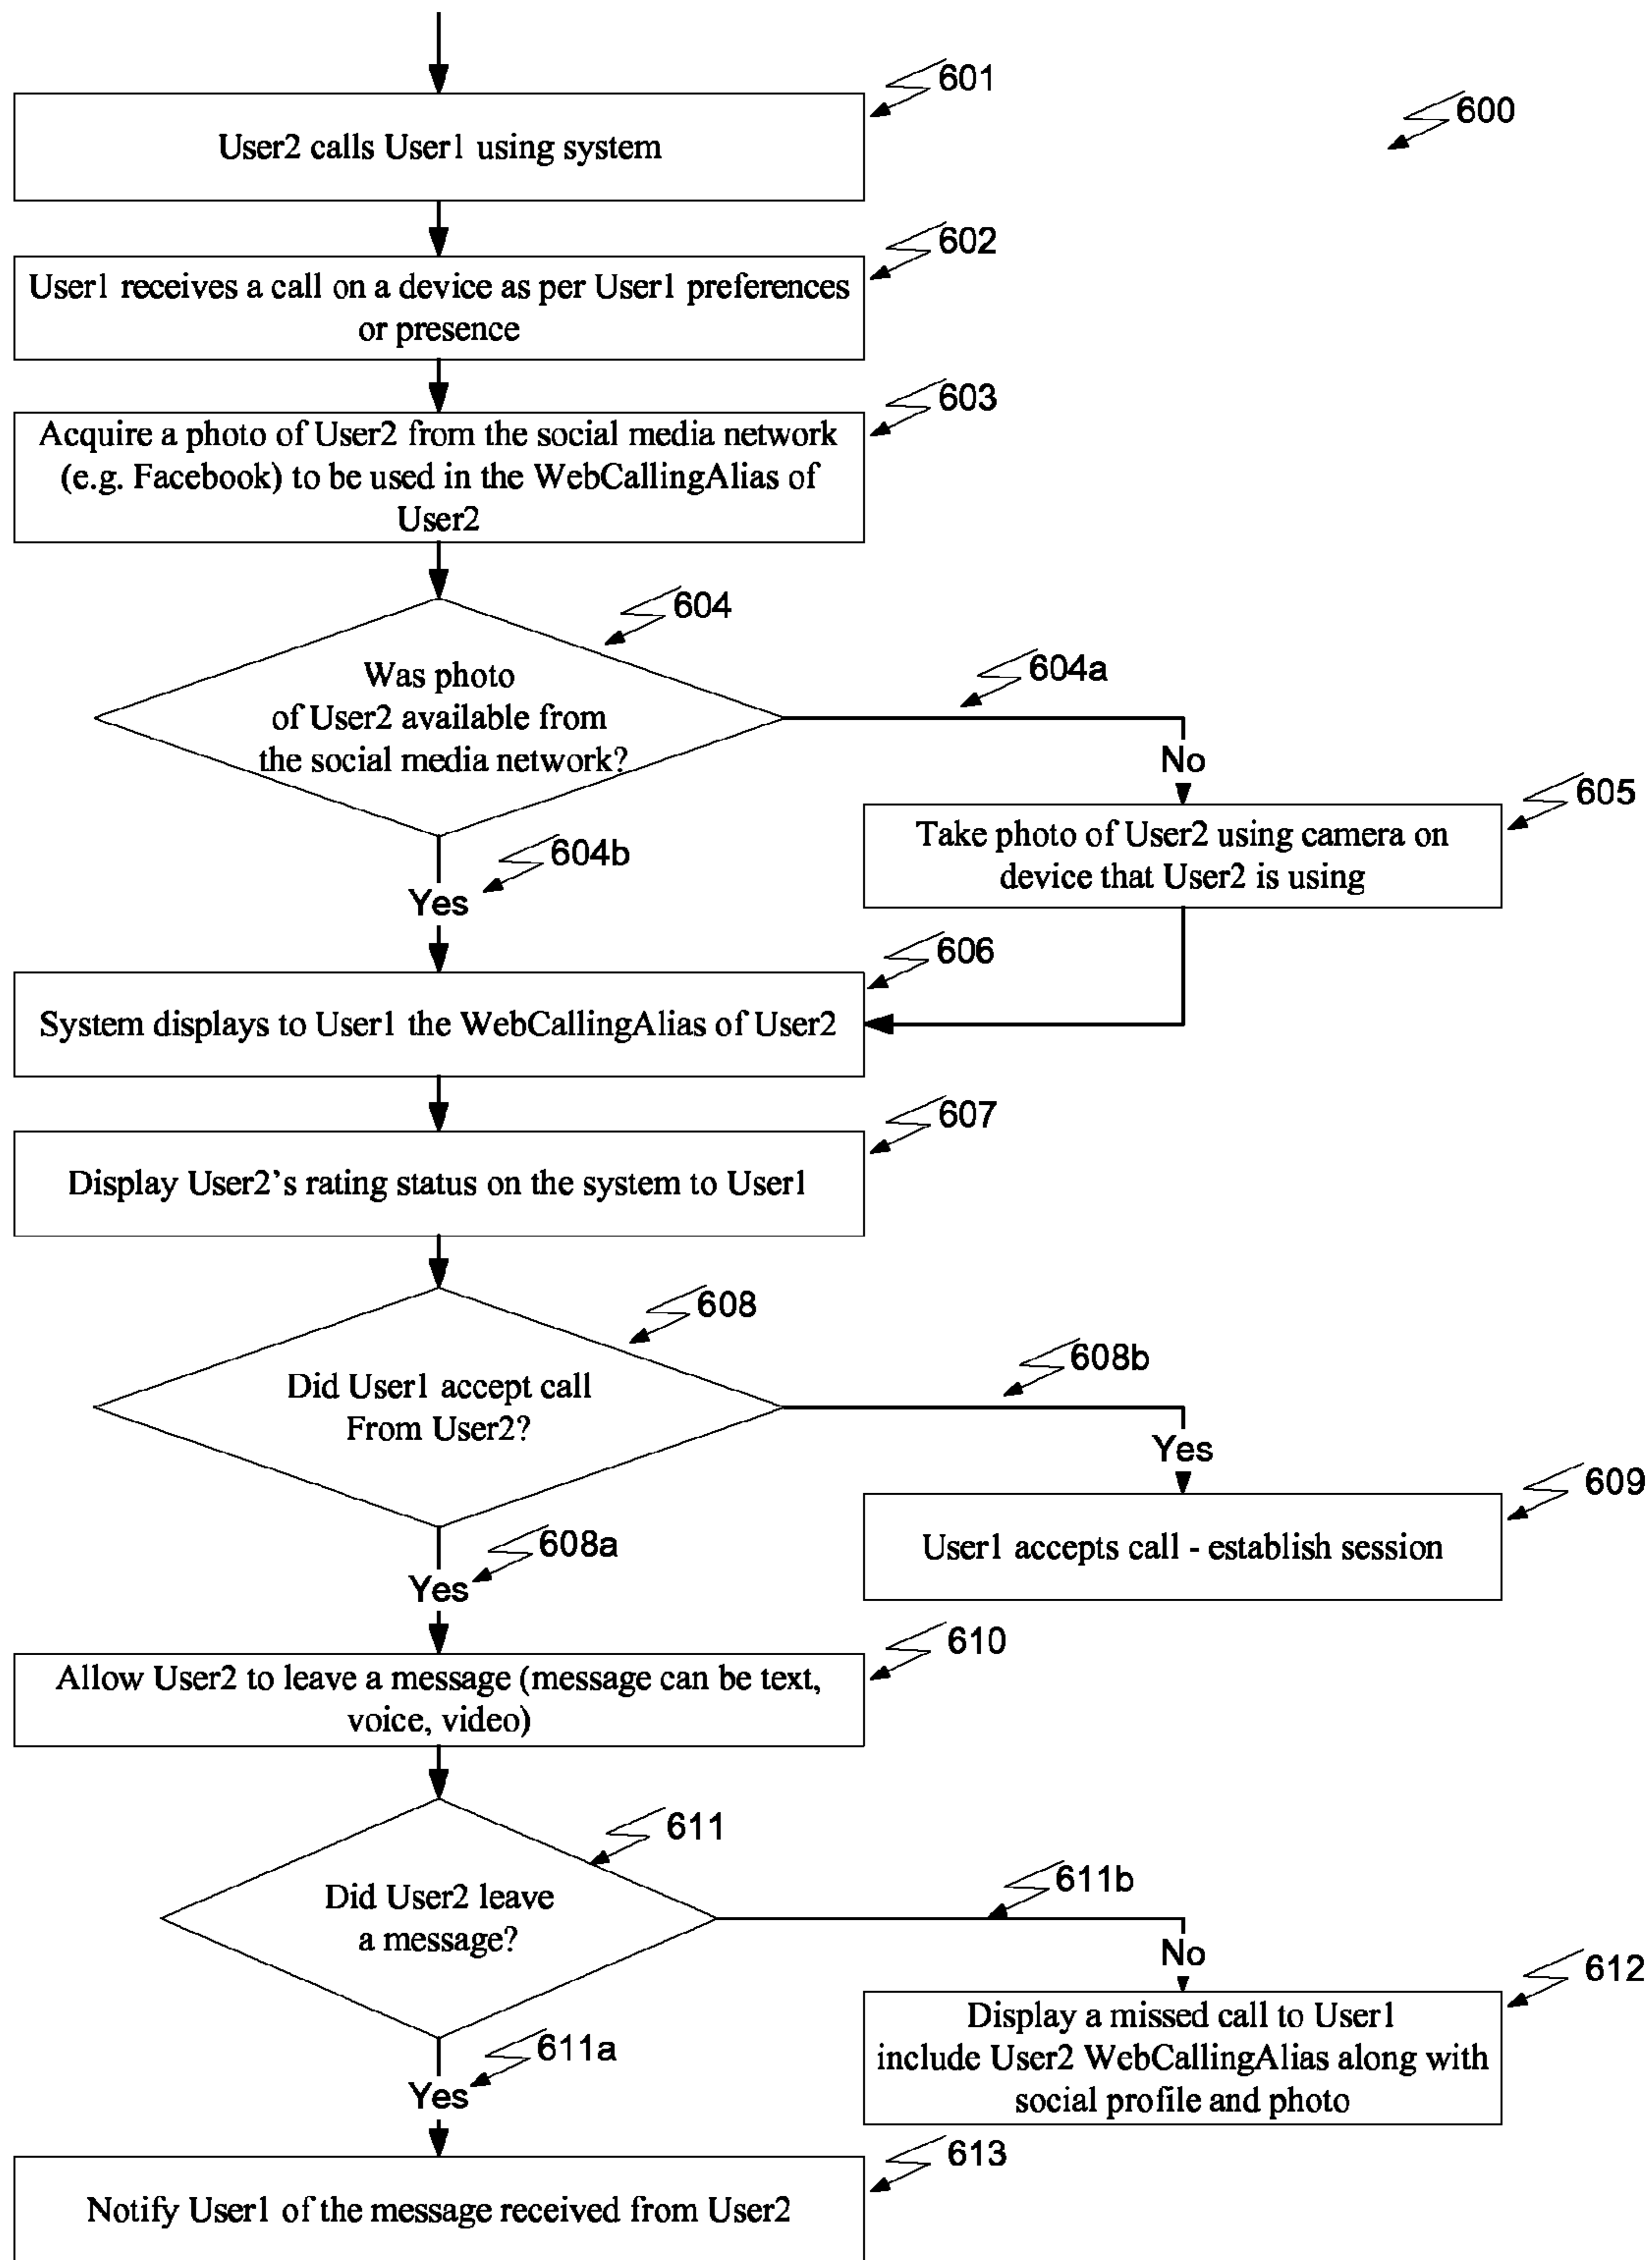 601
600
User2 calls User1 using system
602
User1 receives a call on a device as per User1 preferences
or presence
603
Acquire a photo of User2 from the social media network
(e.g. Facebook) to be used in the WebCallingAlias of
User2
604
Was photo
of User2 available from
the social media network?
604a
No
605
Take photo of User2 using camera on
device that User2 is using
604b
Yes
606
System displays to User1 the WebCallingAlias of User2
607
Display User2’s rating status on the system to User1
608
Did User1 accept call
From User2?
608b
Yes
609
User1 accepts call - establish session
608a
Yes
610
Allow User2 to leave a message (message can be text,
voice, video)
611
Did User2 leave
a message?
611b
No
612
Display a missed call to User1
include User2 WebCallingAlias along with
social profile and photo
611a
Yes
613
Notify User1 of the message received from User2